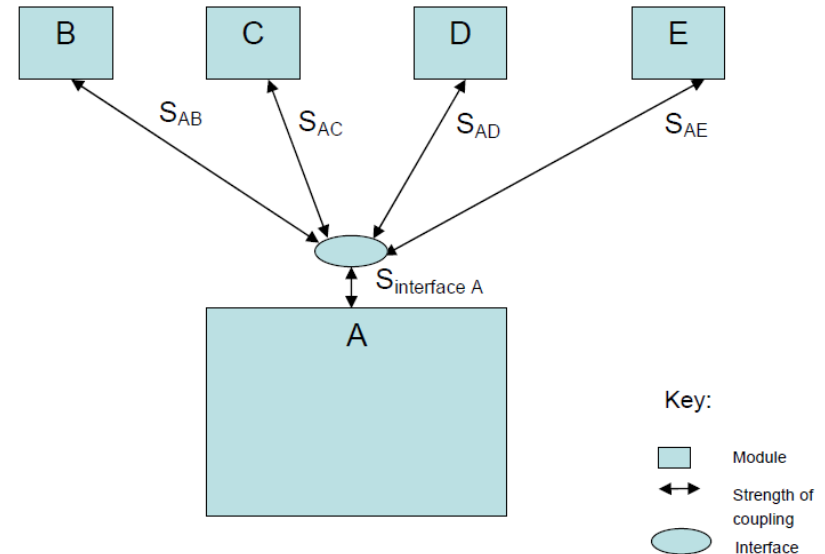 B
C
D
E
SAB
SAC
SAD
SAE
Sinterface A
A
Key:
Module
Strength of
coupling
Interface